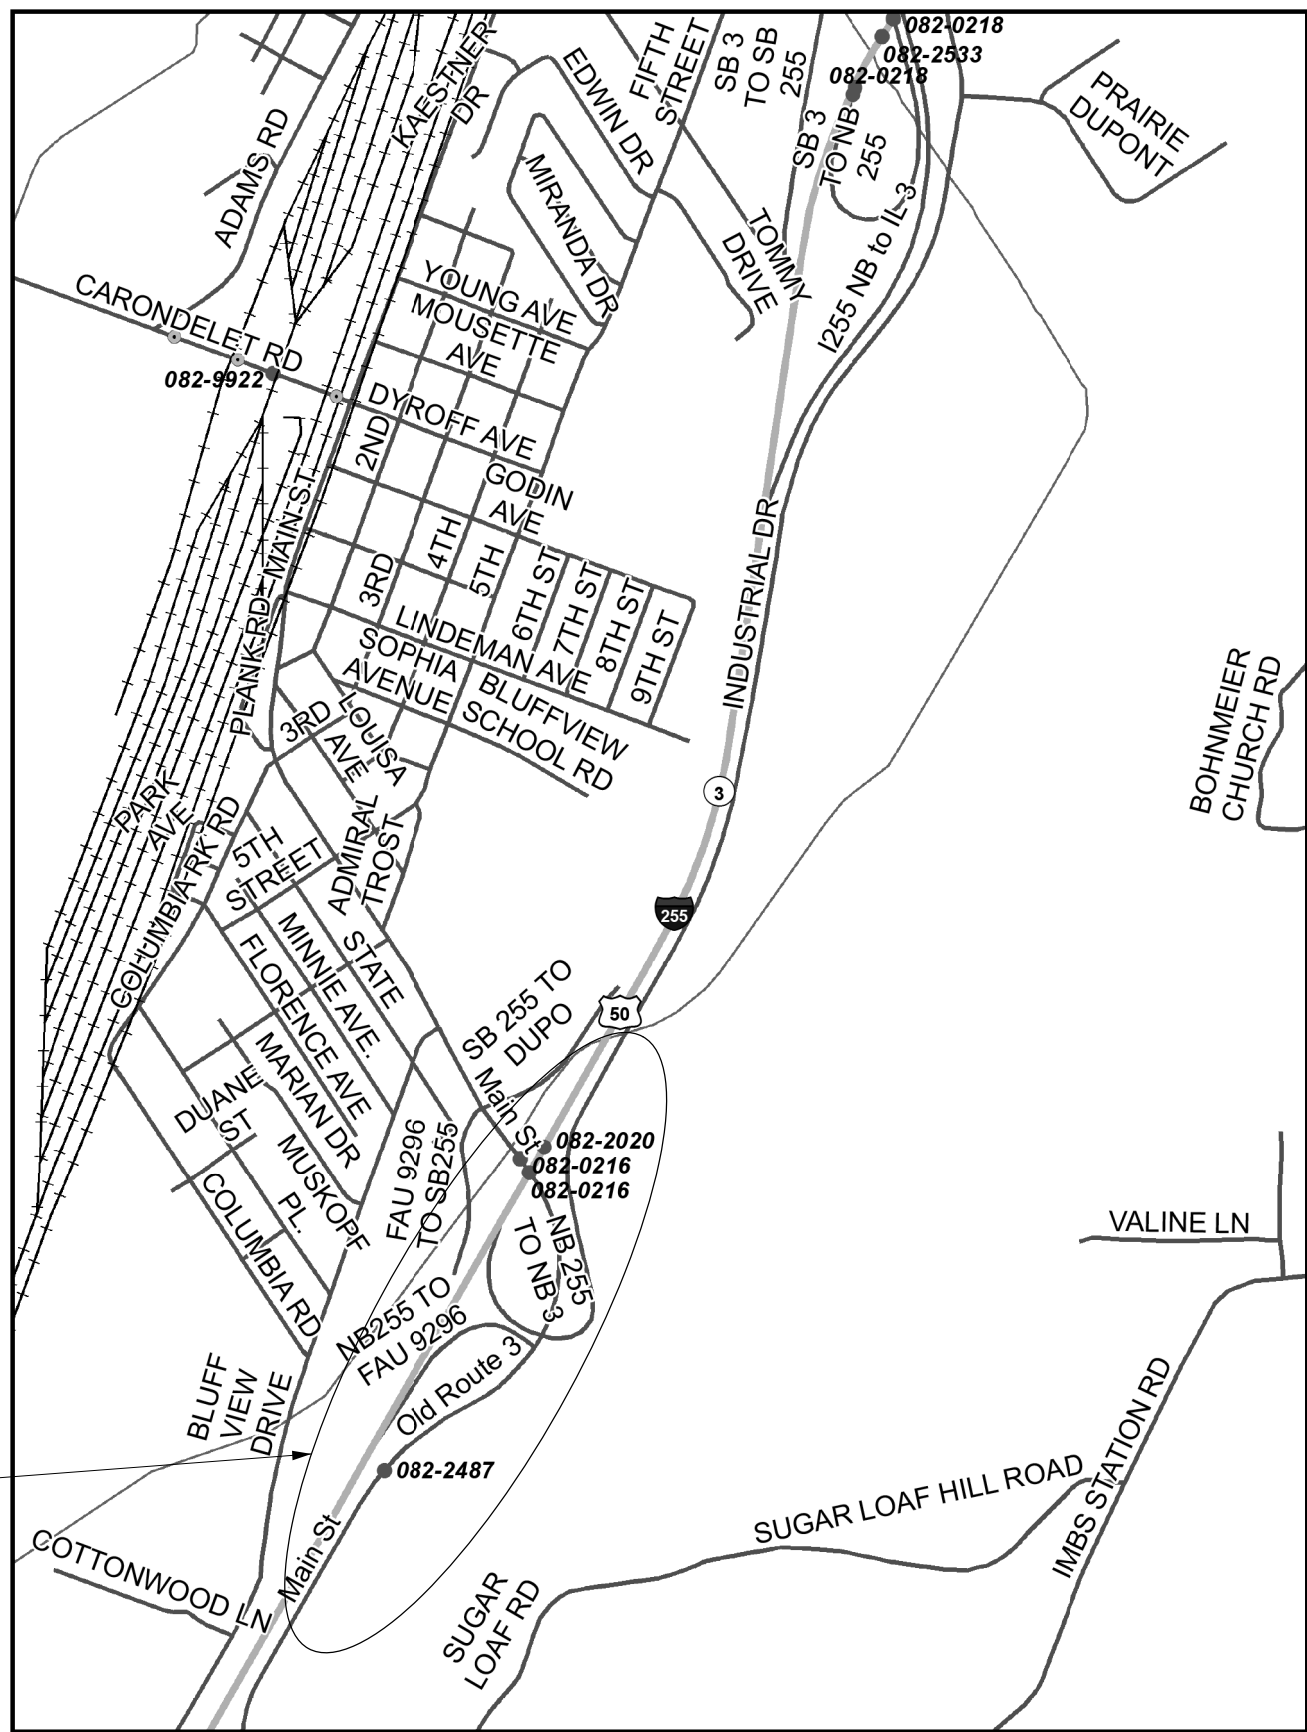 082-0218
082-2533
082-0218
KAESTNER
DR
EDWIN DR
FIFTH
STREET
SB 3
TO SB
255
SB 3
TO NB
255
PRAIRIE
DUPONT
ADAMS RD
MIRANDA DR
TOMMY
DRIVE
I255 NB to IL 3
YOUNG AVE
MOUSETTE
AVE
CARONDELET RD
082-9922
DYROFF AVE
2ND
GODIN
AVE
PLANK RD-MAIN ST
INDUSTRIAL DR
3RD
4TH
5TH
6TH ST
7TH ST
8TH ST
9TH ST
LINDEMAN AVE
SOPHIA
AVENUE
BLUFFVIEW
SCHOOL RD
BOHNMEIER
CHURCH RD
3RD
AVE
LOUISA
3
PARK
AVE
COLUMBIA RK RD
5TH
STREET
ADMIRAL
TROST
255
MINNIE AVE.
STATE
FLORENCE AVE
SB 255 TO
DUPO
50
MARIAN DR
DUANE
ST
Main St
MUSKOPF
PL.
FAU 9296
TO SB255
082-2020
082-0216
082-0216
COLUMBIA RD
NB 255
TO NB 3
VALINE LN
NB255 TO
FAU 9296
Old Route 3
BLUFF
VIEW
DRIVE
082-2487
IMBS STATION RD
SUGAR LOAF HILL ROAD
Main St
COTTONWOOD LN
SUGAR
LOAF RD